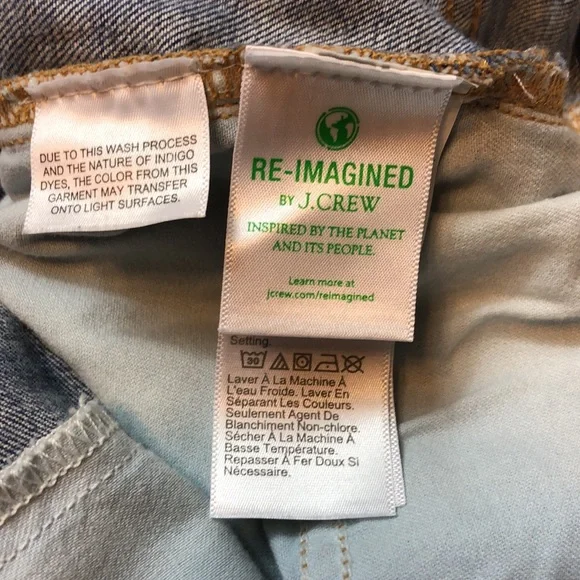 DUE TO THIS WASH PROCESS
AND THE NATURE OF INDIGO
DYES, THE COLOR FROM THIS
GARMENT MAY TRANSFER
ONTO LIGHT SURFACES.
RE-IMAGINED
BY J.CREW
INSPIRED BY THE PLANET
AND ITS PEOPLE.
Learn more at
jcrew.com/reimagined
Setting.
30
Laver À La Machine À
L'eau Froide. Laver En
Séparant Les Couleurs.
Seulement Agent De
Blanchiment Non-chlore.
Sécher À La Machine À
Basse Température.
Repasser À Fer Doux Si
Nécessaire.